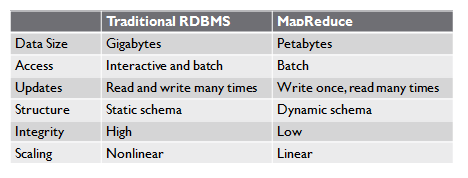 Traditional RDBMS MapReduce
Data Size Gigabytes Petabytes
Access Interactive and batch Batch
Updates Read and write many times Write once, read many times
Structure Static schema Dynamic schema
Integrity High Low
Scaling Nonlinear Linear